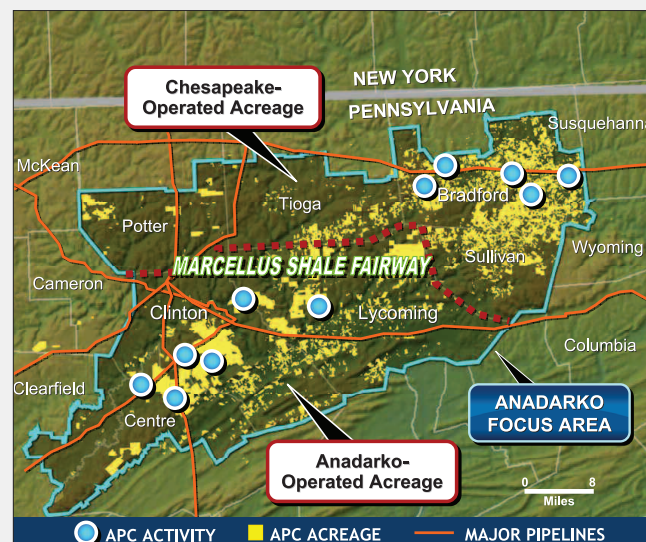 NEW YORK
PENNSYLVANIA
Chesapeake-
Operated Acreage
Susquehanna
McKean
Bradford
Tioga
Potter
Sullivan
Wyoming
MARCELLUS SHALE FAIRWAY
Cameron
Clinton
Lycoming
Columbia
Clearfield
ANADARKO
FOCUS AREA
Centre
Anadarko-
Operated Acreage
0 8
Miles
APC ACTIVITY
APC ACREAGE
MAJOR PIPELINES